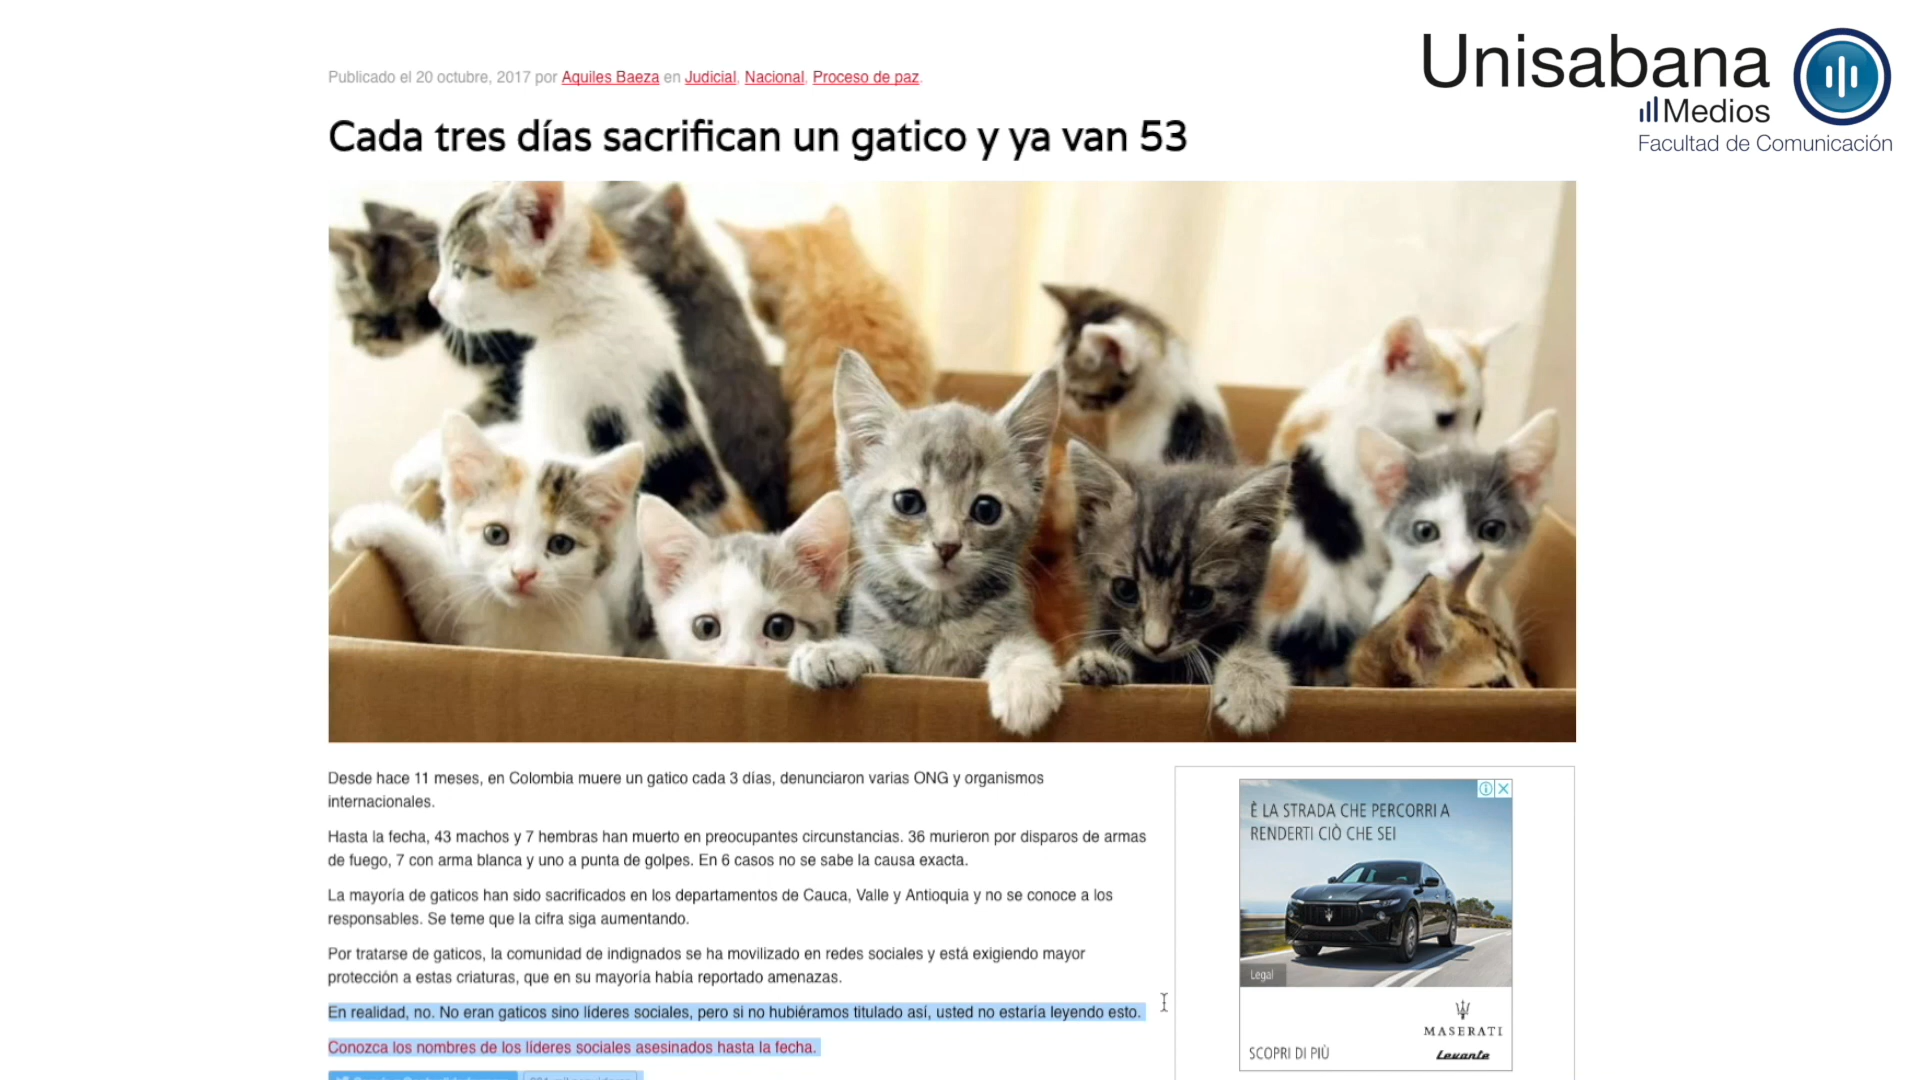 Unisabana
Medios
Facultad de Comunicación
Publicado el 20 octubre, 2017 por Aquiles Baeza en Judicial, Nacional, Proceso de paz.
Cada tres días sacrifican un gatico y ya van 53
Desde hace 11 meses, en Colombia muere un gatico cada 3 días, denunciaron varias ONG y organismos
internacionales.
Hasta la fecha, 43 machos y 7 hembras han muerto en preocupantes circunstancias. 36 murieron por disparos de armas
de fuego, 7 con arma blanca y uno a punta de golpes. En 6 casos no se sabe la causa exacta.
La mayoría de gaticos han sido sacrificados en los departamentos de Cauca, Valle y Antioquia y no se conoce a los
responsables. Se teme que la cifra siga aumentando.
Por tratarse de gaticos, la comunidad de indignados se ha movilizado en redes sociales y está exigiendo mayor
protección a estas criaturas, que en su mayoría había reportado amenazas.
En realidad, no. No eran gaticos sino líderes sociales, pero si no hubiéramos titulado así, usted no estaría leyendo esto.
Conozca los nombres de los líderes sociales asesinados hasta la fecha.
È LA STRADA CHE PERCORRI A
RENDERTI CIÒ CHE SEI
Legal
MASERATI
SCOPRI DI PIÙ
Levante